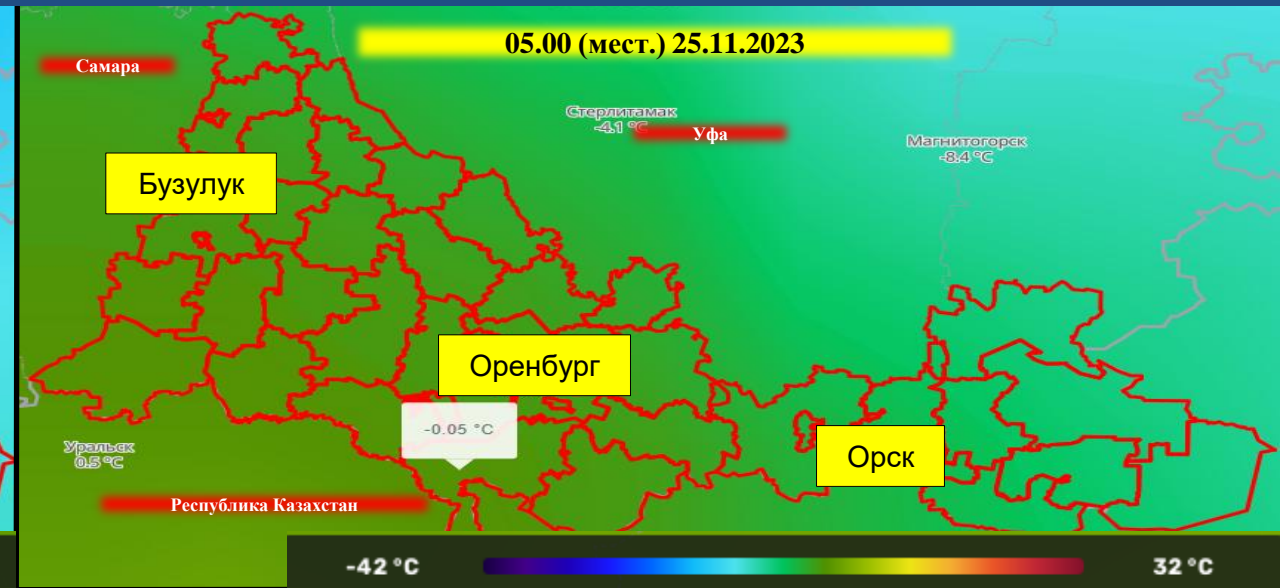 05.00 (мест.) 25.11.2023
Самара
Стерлитамак
-4.1 °C
Уфа
Магнитогорск
-8.4 °C
Бузулук
Оренбург
-0.05 °C
Уральск
0.5 °C
Орск
Республика Казахстан
-42 °C
32 °C